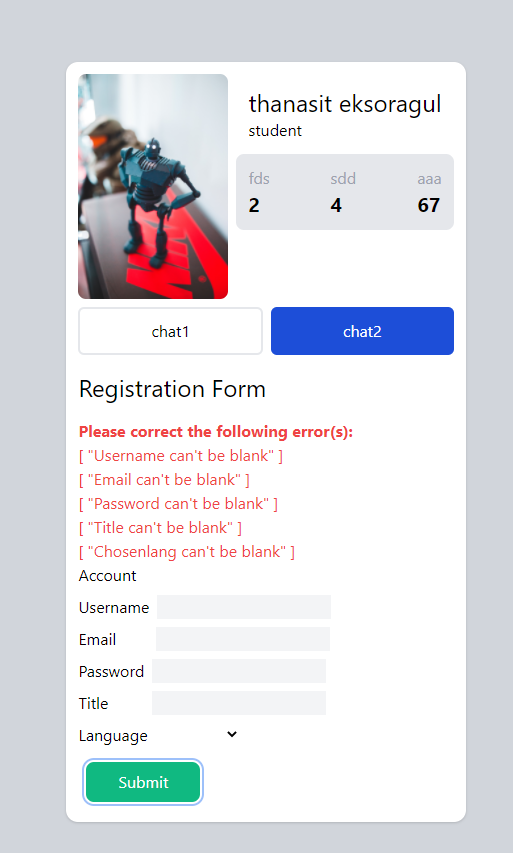 thanasit eksoragul
student
fds sdd aaa
2 4 67
chat1 chat2
Registration Form
Please correct the following error(s):
[ "Username can't be blank" ]
[ "Email can't be blank" ]
[ "Password can't be blank" ]
[ "Title can't be blank" ]
[ "Chosenlang can't be blank" ]
Account
Username
Email
Password
Title
Language
Submit